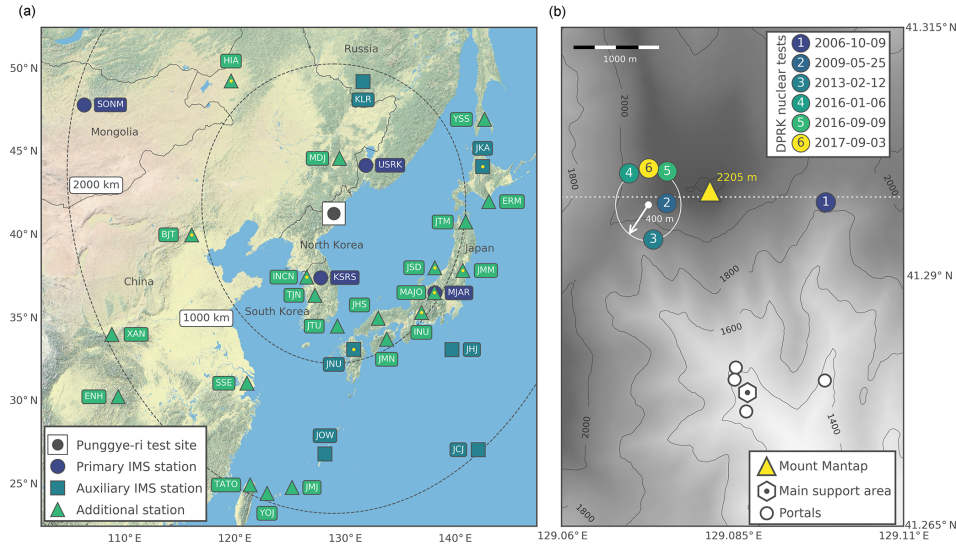 (a)
Russia
50° N
HIA
KLR
SONM
Mongolia
YSS
45° N
MDJ
USRK
JKA
2000 km
ERM
JTM
BJT
40° N
North Korea
Japan
China
INCN
KSRS
JSD
JMM
TJN
MAJO
MJAR
JHS
1000 km
South Korea
35° N
XAN
JTU
INU
JMN
JNU
JHJ
SSE
ENH
30° N
JOW
JCJ
Punggye-ri test site
Primary IMS station
Auxiliary IMS station
Additional station
25° N
TATO
JMJ
YOJ
110° E
120° E
130° E
140° E
(b)
41.315° N
1000 m
DPRK nuclear tests
1 2006-10-09
2 2009-05-25
3 2013-02-12
4 2016-01-06
5 2016-09-09
6 2017-09-03
2000
1800
2000
4
6
5
2205 m
2
1
400 m
3
1800
41.29° N
1600
1400
2000
1800
Mount Mantap
Main support area
Portals
41.265° N
129.06° E
129.085° E
129.11° E